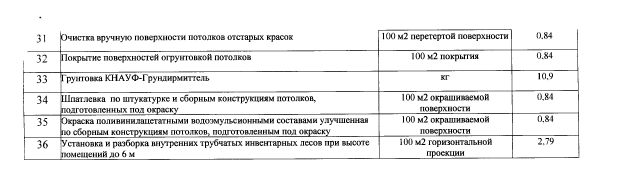 31 Очистка вручную поверхности потолков отстарых красок 100 м2 перетертой поверхности 0,84
32 Покрытие поверхностей огрунтовкой потолков 100 м2 покрытия 0,84
33 Грунтовка КНАУФ-Грундирмиттель кг 10,9
34 Шпатлевка по штукатурке и сборным конструкциям потолков, 100 м2 окрашиваемой 0,84
подготовленных под окраску поверхности
35 Окраска поливинилацетатными водоэмульсионными составами улучшенная 100 м2 окрашиваемой 0,84
по сборным конструкциям потолков, подготовленным под окраску поверхности
36 Установка и разборка внутренних трубчатых инвентарных лесов при высоте 100 м2 горизонтальной 2,79
помещений до 6 м проекции